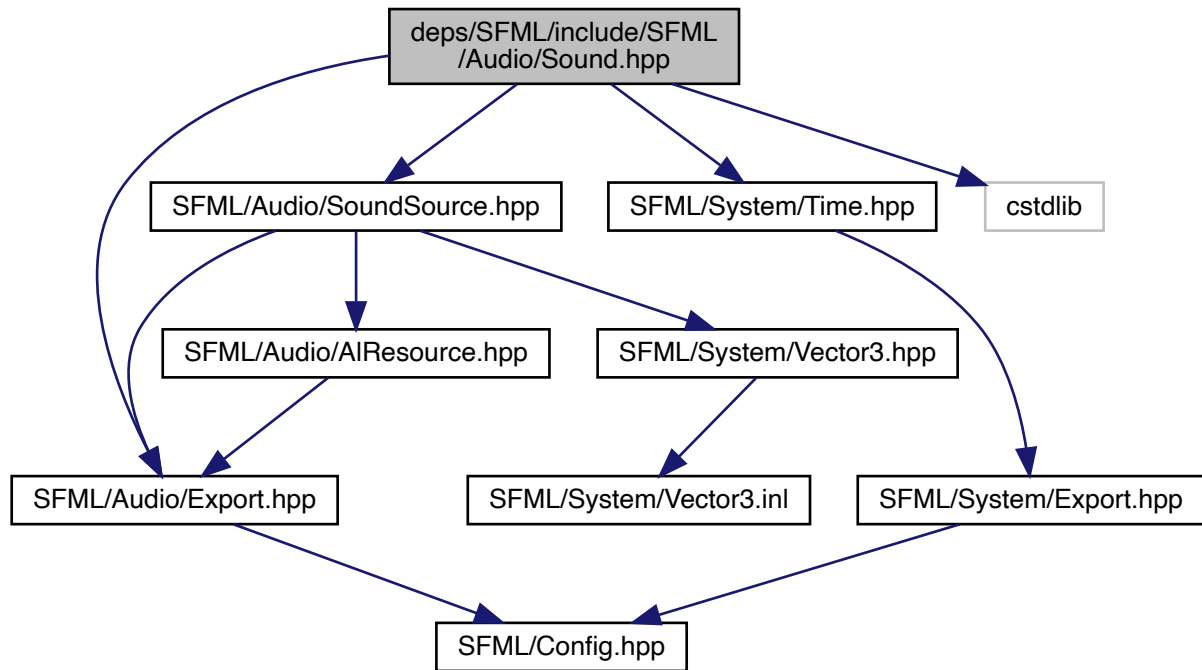 deps/SFML/include/SFML
/Audio/Sound.hpp
SFML/Audio/SoundSource.hpp
SFML/System/Time.hpp
cstdlib
SFML/Audio/AlResource.hpp
SFML/System/Vector3.hpp
SFML/Audio/Export.hpp
SFML/System/Vector3.inl
SFML/System/Export.hpp
SFML/Config.hpp